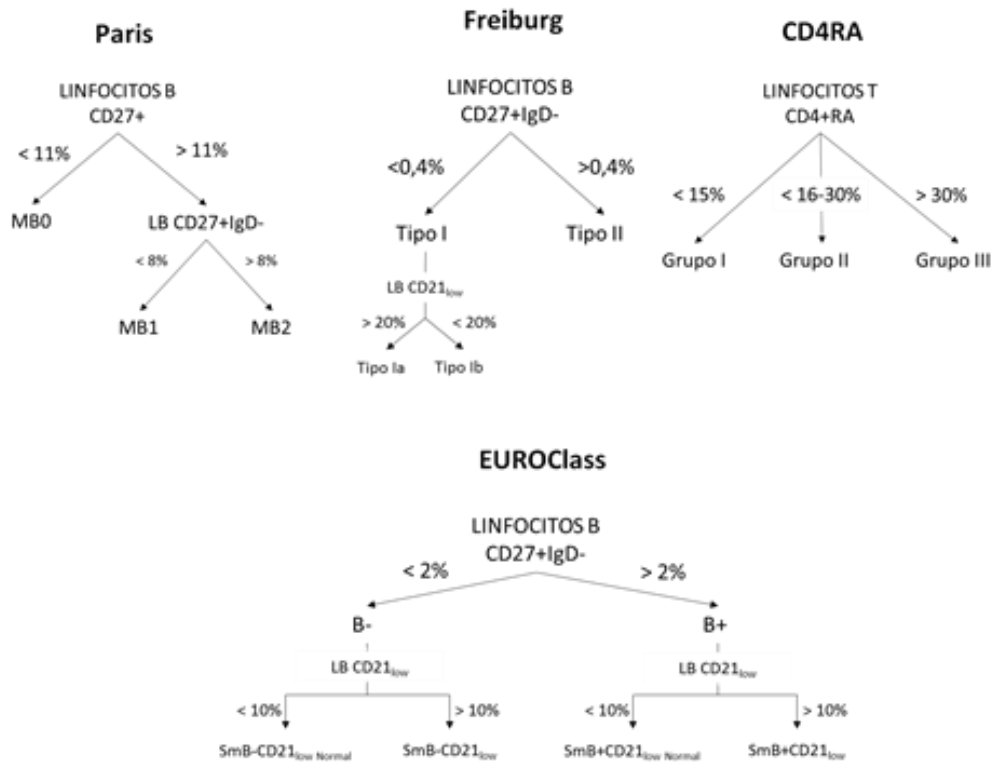 Paris
LINFOCITOS B
CD27+
< 11%
> 11%
MB0
LB CD27+IgD-
< 8%
> 8%
MB1
MB2
Freiburg
LINFOCITOS B
CD27+IgD-
<0,4%
>0,4%
Tipo I
Tipo II
LB CD21low
> 20%
< 20%
Tipo Ia
Tipo Ib
CD4RA
LINFOCITOS T
CD4+RA
< 15%
< 16-30%
> 30%
Grupo I
Grupo II
Grupo III
EUROClass
LINFOCITOS B
CD27+IgD-
< 2%
> 2%
B-
B+
LB CD21low
LB CD21low
< 10%
> 10%
< 10%
> 10%
SmB-CD21low Normal
SmB-CD21low
SmB+CD21low Normal
SmB+CD21low